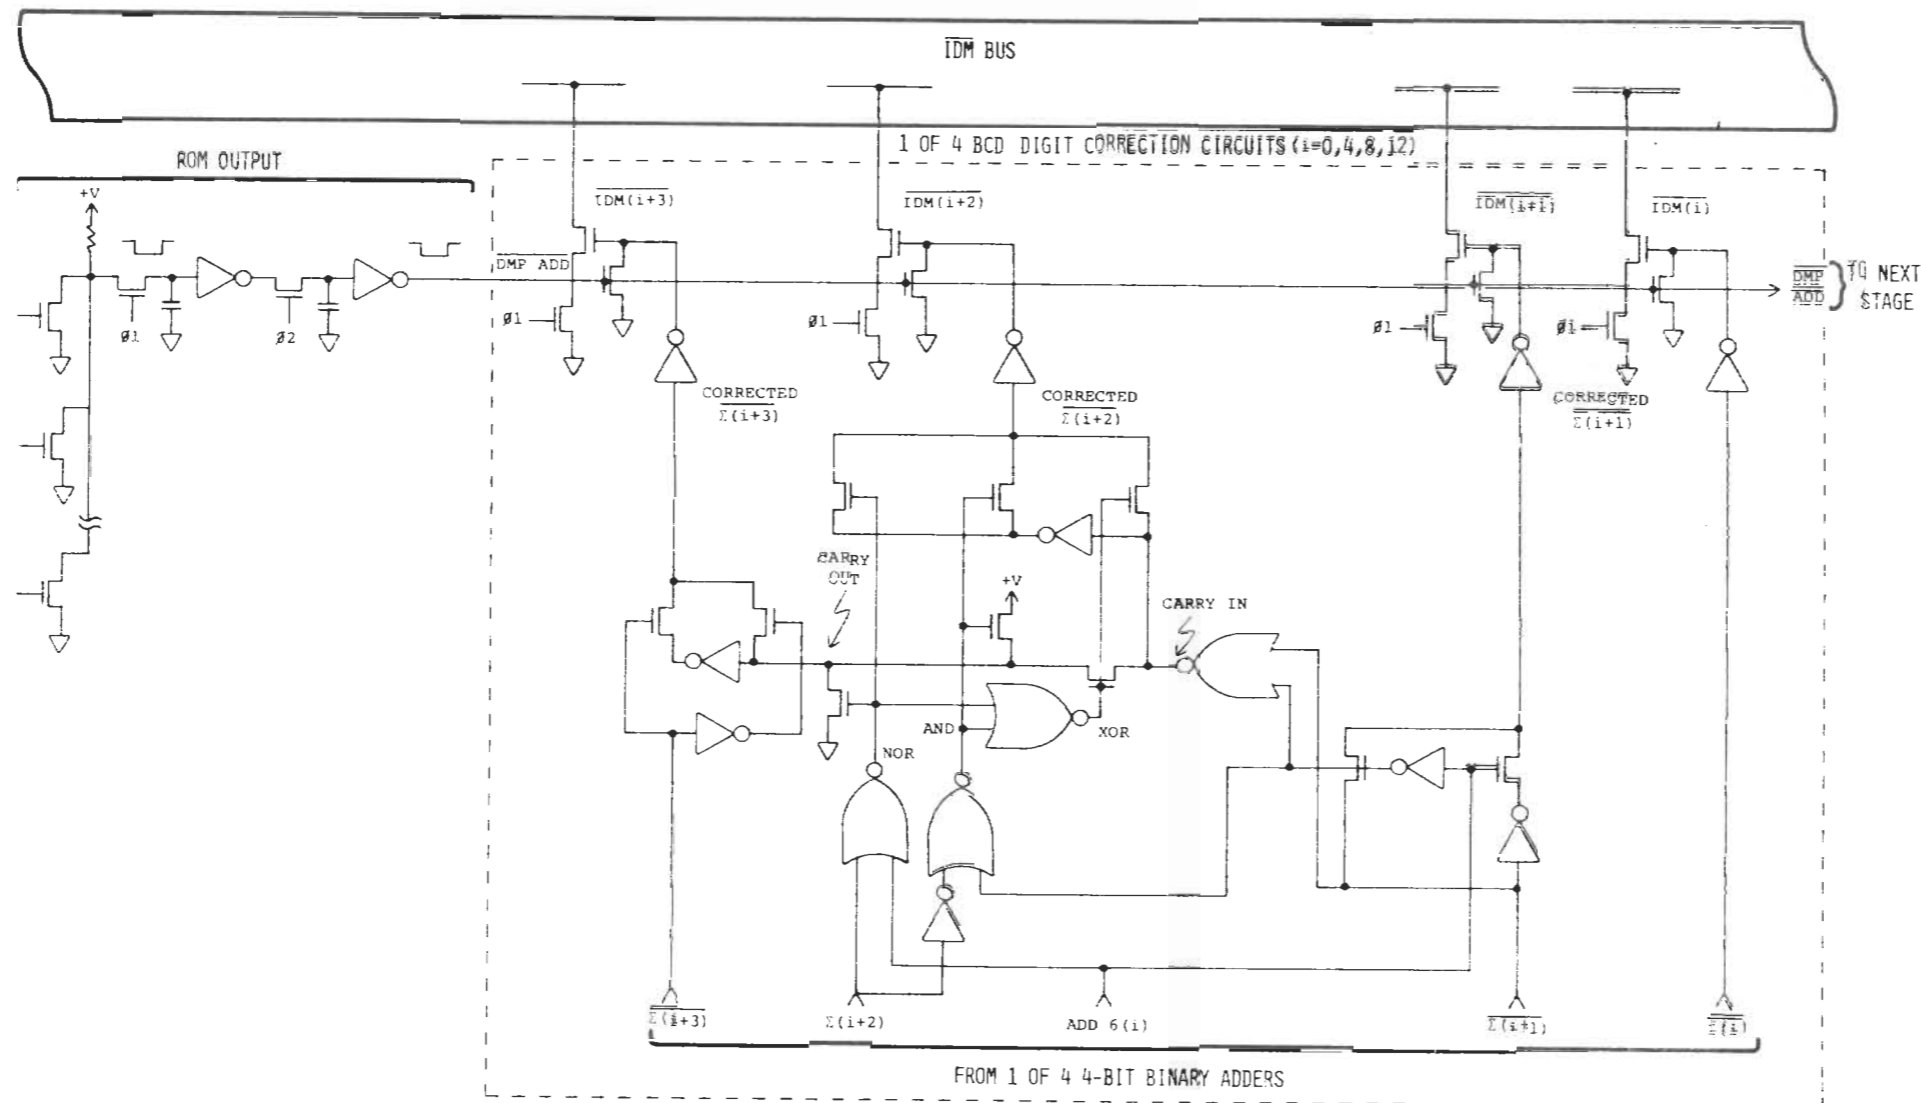 IDM BUS
1 OF 4 BCD DIGIT CORRECTION CIRCUITS (i=0,4,8,12)
ROM OUTPUT
+V
IDM(i+3)
IDM(i+2)
IDM(i+1)
IDM(i)
DMP ADD
DMP
ADD
TO NEXT
STAGE
Ø1
Ø2
Ø1
Ø1
Ø1
Ø1
CORRECTED
Σ(i+3)
CORRECTED
Σ(i+2)
CORRECTED
Σ(i+1)
CARRY
OUT
+V
CARRY IN
AND
XOR
NOR
Σ(i+3)
Σ(i+2)
ADD 6(i)
Σ(i+1)
Σ(i)
FROM 1 OF 4 4-BIT BINARY ADDERS